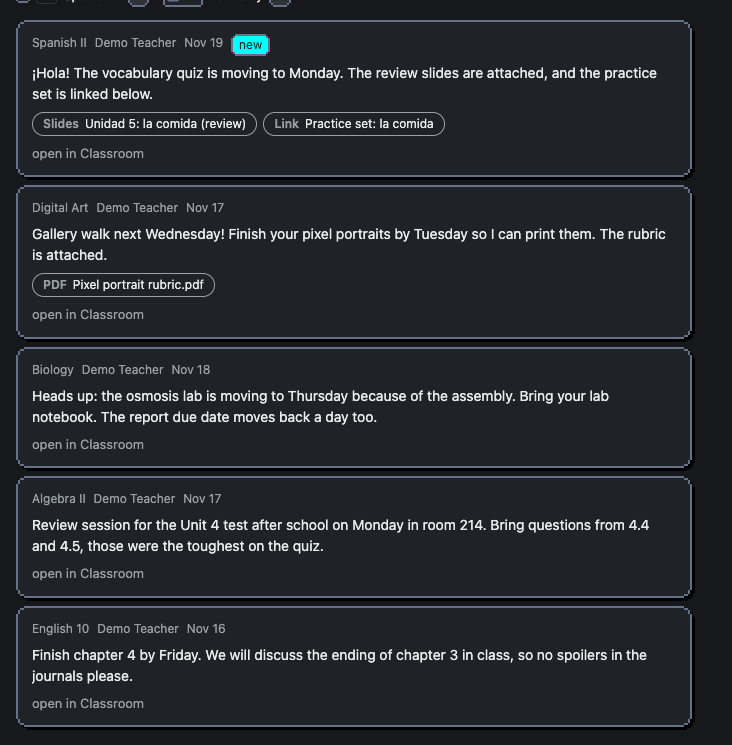 Spanish II Demo Teacher Nov 19 new
¡Hola! The vocabulary quiz is moving to Monday. The review slides are attached, and the practice
set is linked below.
Slides Unidad 5: la comida (review) Link Practice set: la comida
open in Classroom
Digital Art Demo Teacher Nov 17
Gallery walk next Wednesday! Finish your pixel portraits by Tuesday so I can print them. The rubric
is attached.
PDF Pixel portrait rubric.pdf
open in Classroom
Biology Demo Teacher Nov 18
Heads up: the osmosis lab is moving to Thursday because of the assembly. Bring your lab
notebook. The report due date moves back a day too.
open in Classroom
Algebra II Demo Teacher Nov 17
Review session for the Unit 4 test after school on Monday in room 214. Bring questions from 4.4
and 4.5, those were the toughest on the quiz.
open in Classroom
English 10 Demo Teacher Nov 16
Finish chapter 4 by Friday. We will discuss the ending of chapter 3 in class, so no spoilers in the
journals please.
open in Classroom